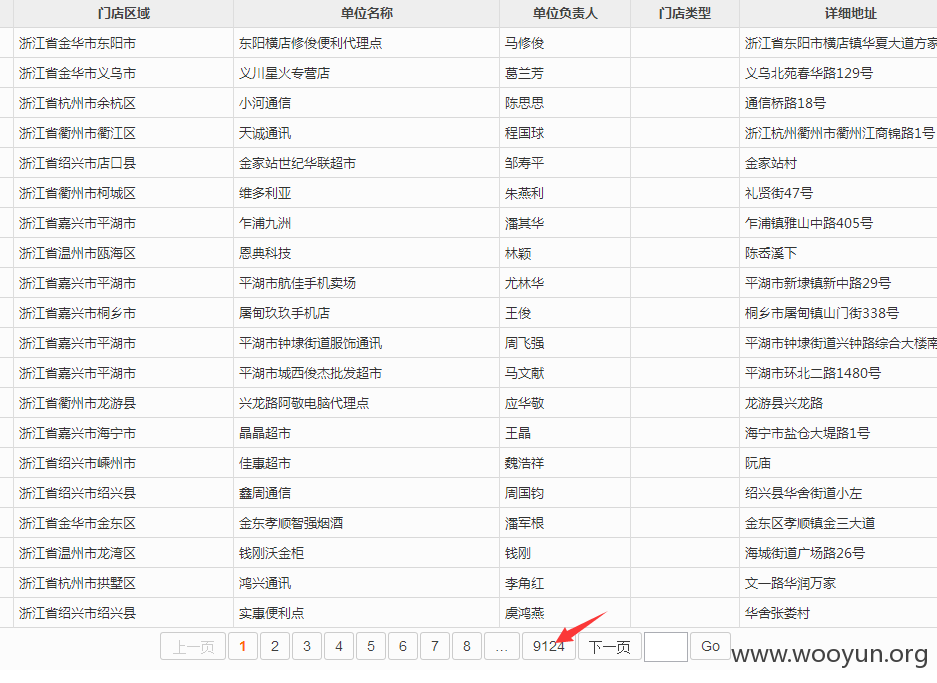 门店区域 单位名称 单位负责人 门店类型 详细地址
浙江省金华市东阳市 东阳横店修俊便利代理点 马修俊 浙江省东阳市横店镇华夏大道方家
浙江省金华市义乌市 义川星火专营店 葛兰芳 义乌北苑春华路129号
浙江省杭州市余杭区 小河通信 陈思思 通信桥路18号
浙江省衢州市衢江区 天诚通讯 程国球 浙江杭州衢州市衢州江商锦路1号
浙江省绍兴市店口县 金家站世纪华联超市 邹寿平 金家站村
浙江省衢州市柯城区 维多利亚 朱燕利 礼贤街47号
浙江省嘉兴市平湖市 乍浦九洲 潘其华 乍浦镇雅山中路405号
浙江省温州市瓯海区 恩典科技 林颖 陈岙溪下
浙江省嘉兴市平湖市 平湖市航佳手机卖场 尤林华 平湖市新埭镇新中路29号
浙江省嘉兴市桐乡市 屠甸玖玖手机店 王俊 桐乡市屠甸镇山门街338号
浙江省嘉兴市平湖市 平湖市钟埭街道服饰通讯 周飞强 平湖市钟埭街道兴钟路综合大楼南
浙江省嘉兴市平湖市 平湖市城西俊杰批发超市 马文献 平湖市环北二路1480号
浙江省衢州市龙游县 兴龙路阿敬电脑代理点 应华敬 龙游县兴龙路
浙江省嘉兴市海宁市 晶晶超市 王晶 海宁市盐仓大堤路1号
浙江省绍兴市嵊州市 佳惠超市 魏浩祥 阮庙
浙江省绍兴市绍兴县 鑫周通信 周国钧 绍兴县华舍街道小左
浙江省金华市金东区 金东孝顺智强烟酒 潘军根 金东区孝顺镇金三大道
浙江省温州市龙湾区 钱刚沃金柜 钱刚 海城街道广场路26号
浙江省杭州市拱墅区 鸿兴通讯 李角红 文一路华润万家
浙江省绍兴市绍兴县 实惠便利点 虞鸿燕 华舍张娄村
上一页 1 2 3 4 5 6 7 8 ... 9124 下一页 Go
www.wooyun.org